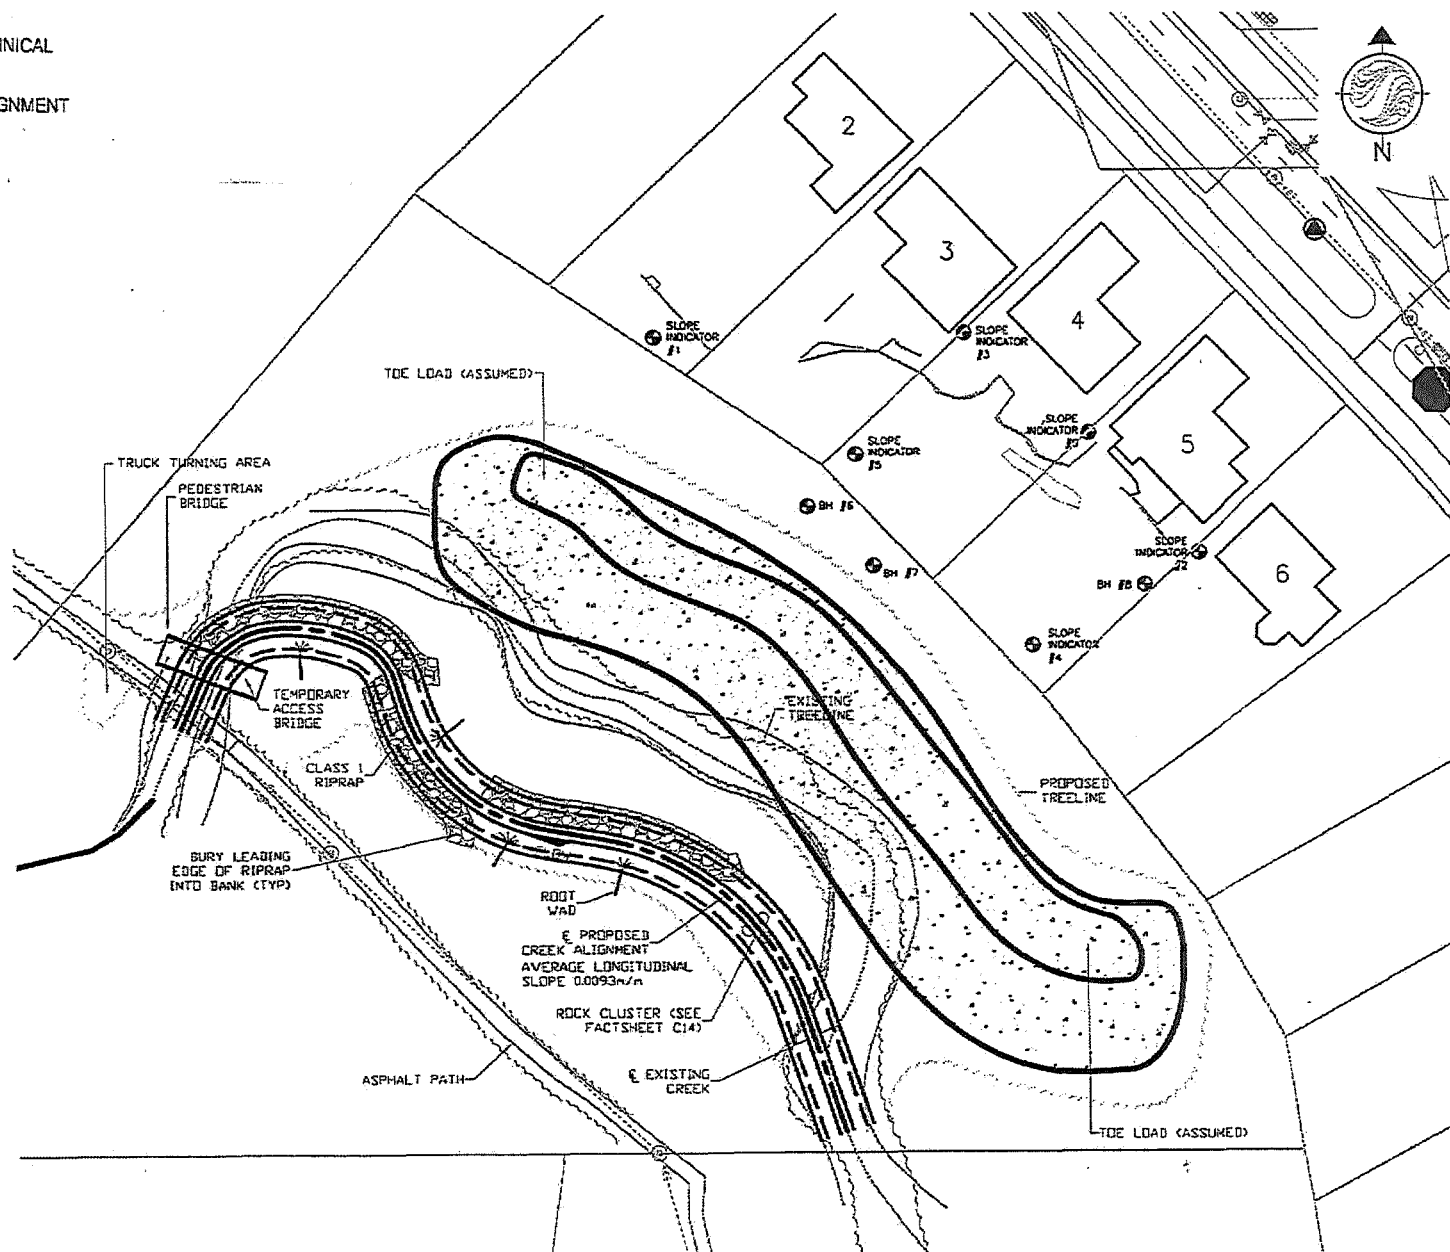 NICAL
GNMENT
N
2
3
4
5
6
SLOPE
INDICATOR
#1
SLOPE
INDICATOR
#3
SLOPE
INDICATOR
SLOPE
INDICATOR
#5
SLOPE
INDICATOR
#2
SLOPE
INDICATOR
#4
BH #6
BH #7
BH #8
TOE LOAD (ASSUMED)
TRUCK TURNING AREA
PEDESTRIAN
BRIDGE
TEMPORARY
ACCESS
BRIDGE
CLASS 1
RIPRAP
EXISTING
TREELINE
PROPOSED
TREELINE
BURY LEADING
EDGE OF RIPRAP
INTO BANK (TYP)
ROOT
WAD
℄ PROPOSED
CREEK ALIGNMENT
AVERAGE LONGITUDINAL
SLOPE 0.0093m/m
ROCK CLUSTER (SEE
FACTSHEET C14)
℄ EXISTING
CREEK
ASPHALT PATH
TOE LOAD (ASSUMED)